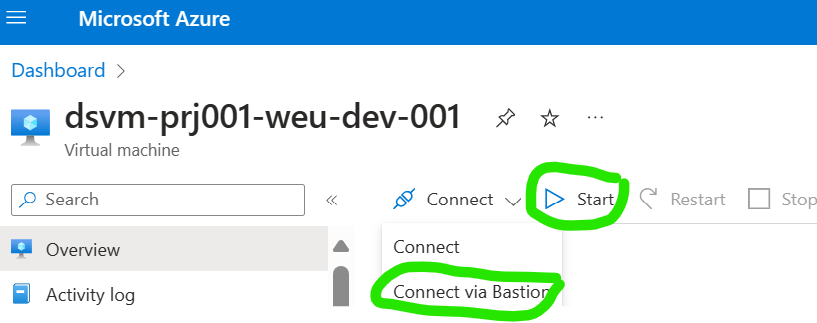 Microsoft Azure
Dashboard
dsvm-prj001-weu-dev-001
Virtual machine
Search
Connect Start Restart Stop
Overview
Connect
Activity log
Connect via Bastion